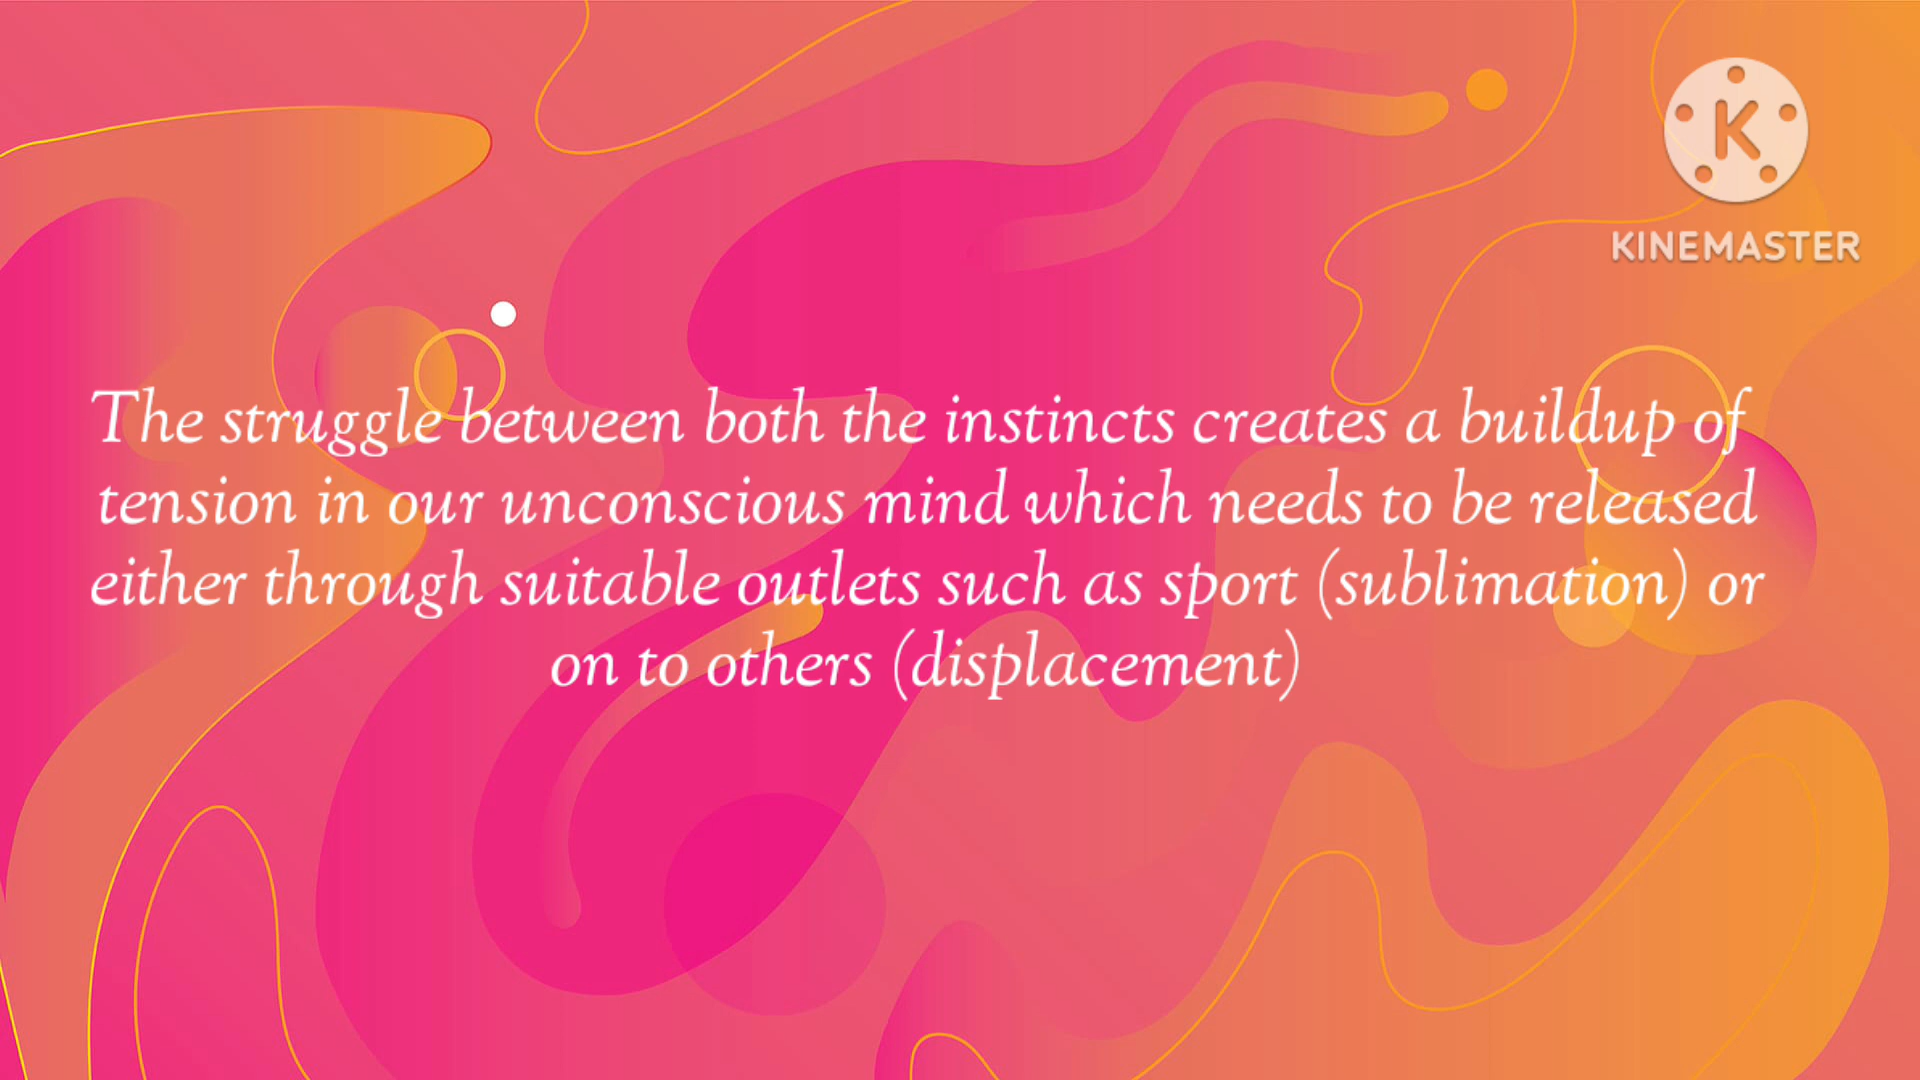 K
KINEMASTER
The struggle between both the instincts creates a buildup of
tension in our unconscious mind which needs to be released
either through suitable outlets such as sport (sublimation) or
on to others (displacement)